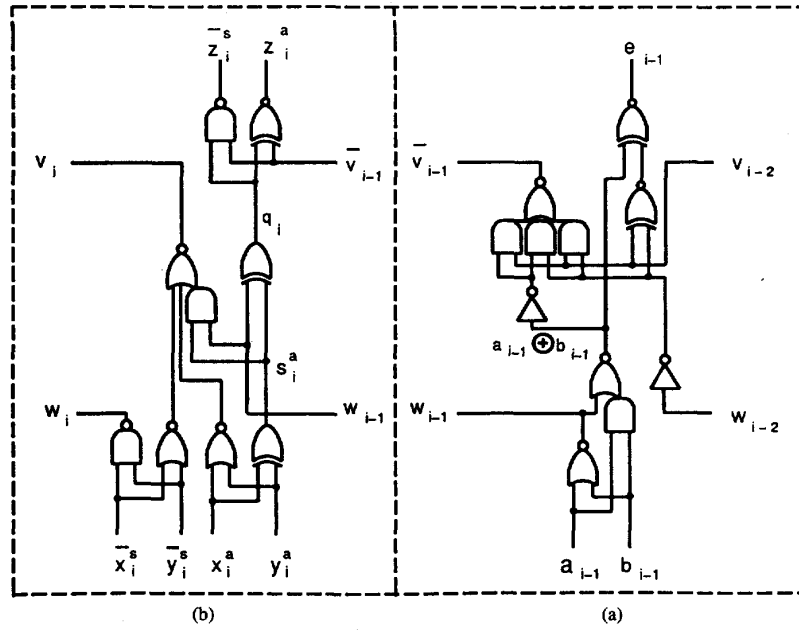 z̅ᵢˢ zᵢᵃ
eᵢ₋₁
vᵢ v̅ᵢ₋₁
v̅ᵢ₋₁ vᵢ₋₂
qᵢ
aᵢ₋₁ ⊕ bᵢ₋₁
sᵢᵃ
wᵢ wᵢ₋₁
wᵢ₋₁ wᵢ₋₂
x̅ᵢˢ y̅ᵢˢ xᵢᵃ yᵢᵃ
aᵢ₋₁ bᵢ₋₁
(b) (a)